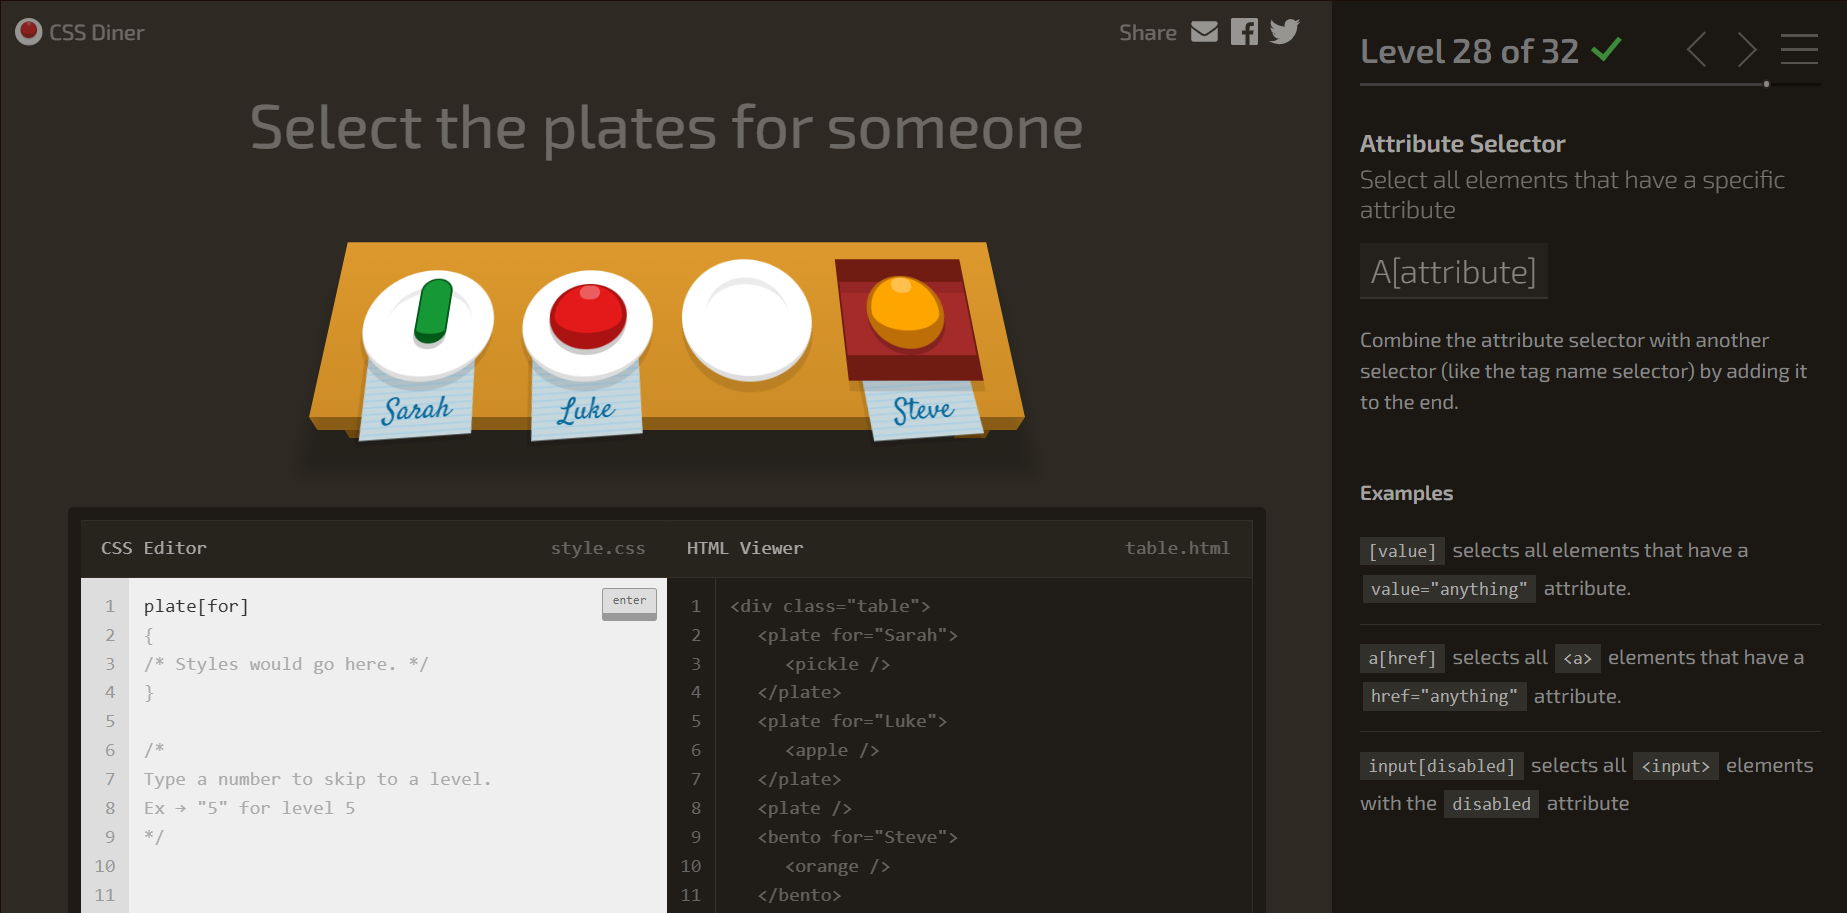 CSS Diner
Share
Select the plates for someone
Sarah
Luke
Steve
CSS Editor
style.css
1 plate[for]
2 {
3 /* Styles would go here. */
4 }
5
6 /*
7 Type a number to skip to a level.
8 Ex → "5" for level 5
9 */
10
11
enter
HTML Viewer
table.html
1 <div class="table">
2 <plate for="Sarah">
3 <pickle />
4 </plate>
5 <plate for="Luke">
6 <apple />
7 </plate>
8 <plate />
9 <bento for="Steve">
10 <orange />
11 </bento>
Level 28 of 32
Attribute Selector
Select all elements that have a specific
attribute
A[attribute]
Combine the attribute selector with another
selector (like the tag name selector) by adding it
to the end.
Examples
[value] selects all elements that have a
value="anything" attribute.
a[href] selects all <a> elements that have a
href="anything" attribute.
input[disabled] selects all <input> elements
with the disabled attribute